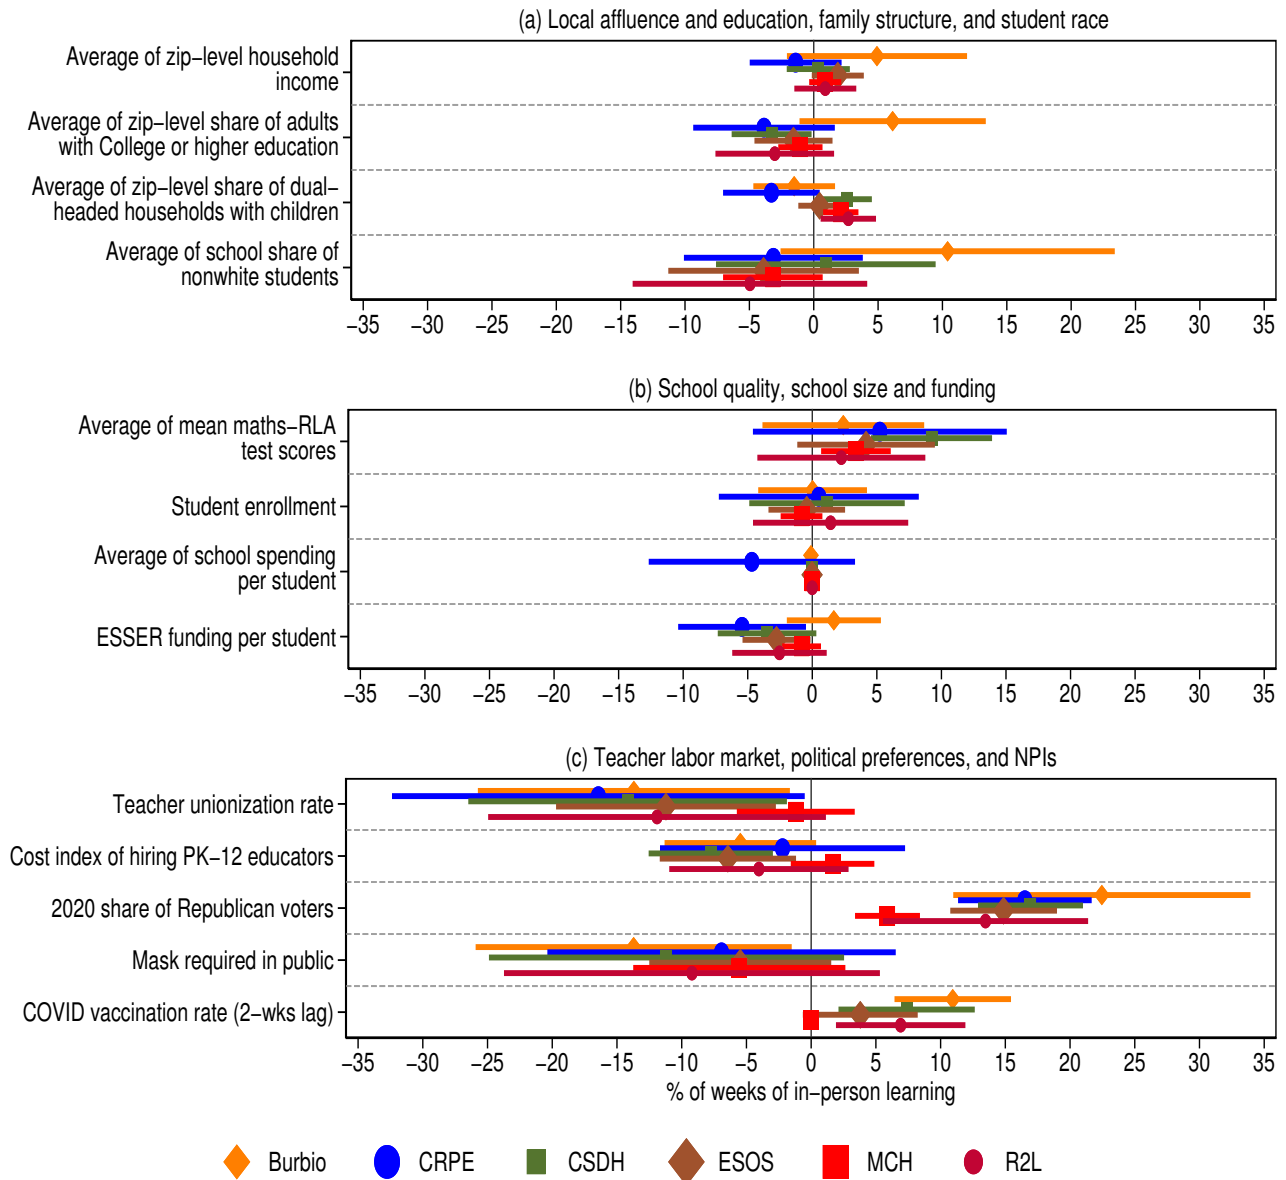 (a) Local affluence and education, family structure, and student race
Average of zip−level household
income
Average of zip−level share of adults
with College or higher education
Average of zip−level share of dual−
headed households with children
Average of school share of
nonwhite students
−35 −30 −25 −20 −15 −10 −5 0 5 10 15 20 25 30 35
(b) School quality, school size and funding
Average of mean maths−RLA
test scores
Student enrollment
Average of school spending
per student
ESSER funding per student
−35 −30 −25 −20 −15 −10 −5 0 5 10 15 20 25 30 35
(c) Teacher labor market, political preferences, and NPIs
Teacher unionization rate
Cost index of hiring PK−12 educators
2020 share of Republican voters
Mask required in public
COVID vaccination rate (2−wks lag)
−35 −30 −25 −20 −15 −10 −5 0 5 10 15 20 25 30 35
% of weeks of in−person learning
Burbio CRPE CSDH ESOS MCH R2L